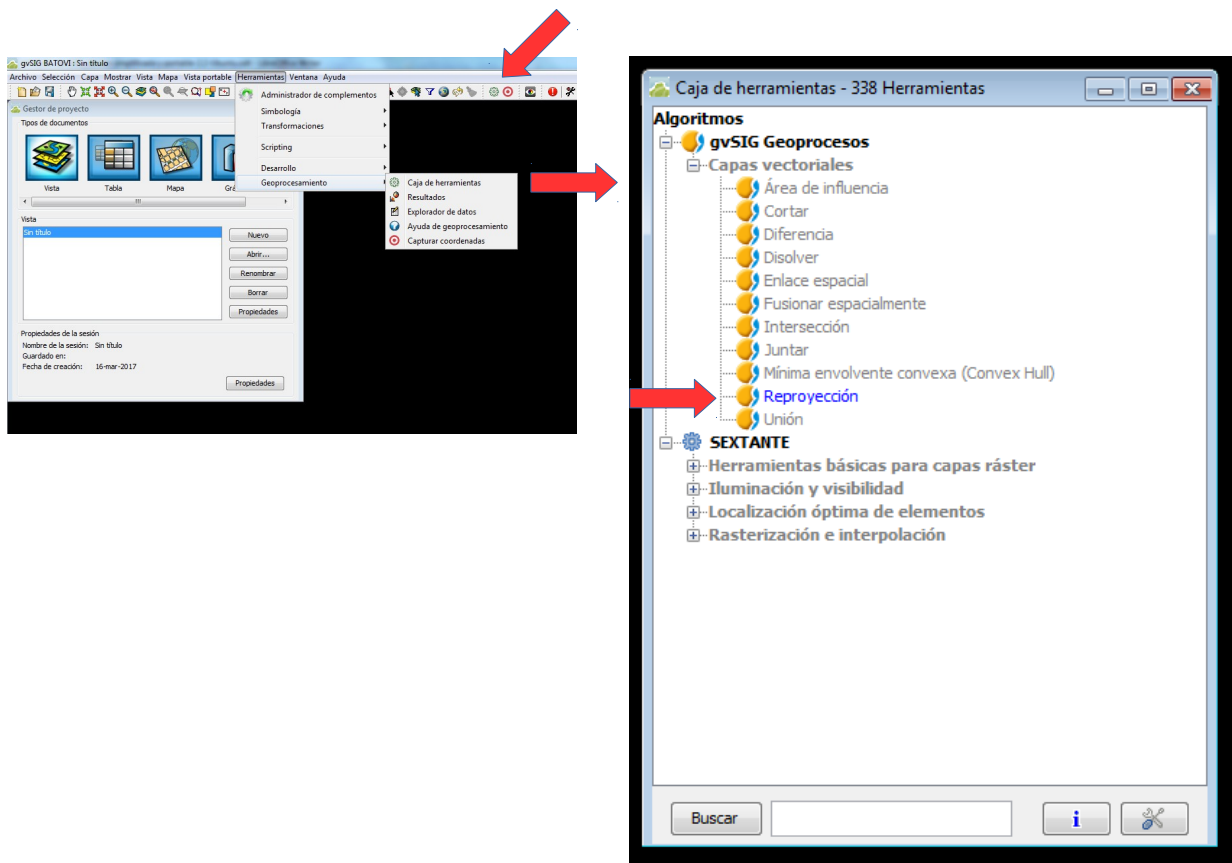 gvSIG BATOVI : Sin título
Archivo Selección Capa Mostrar Vista Mapa Vista portable Herramientas Ventana Ayuda
Gestor de proyecto
Tipos de documentos
Vista Tabla Mapa
Vista
Sin título
Nuevo
Abrir...
Renombrar
Borrar
Propiedades
Propiedades de la sesión
Nombre de la sesión: Sin título
Guardado en:
Fecha de creación: 16-mar-2017
Propiedades
Administrador de complementos
Simbología
Transformaciones
Scripting
Desarrollo
Geoprocesamiento
Caja de herramientas
Resultados
Explorador de datos
Ayuda de geoprocesamiento
Capturar coordenadas
Caja de herramientas - 338 Herramientas
Algoritmos
gvSIG Geoprocesos
Capas vectoriales
Área de influencia
Cortar
Diferencia
Disolver
Enlace espacial
Fusionar espacialmente
Intersección
Juntar
Mínima envolvente convexa (Convex Hull)
Reproyección
Unión
SEXTANTE
Herramientas básicas para capas ráster
Iluminación y visibilidad
Localización óptima de elementos
Rasterización e interpolación
Buscar
i